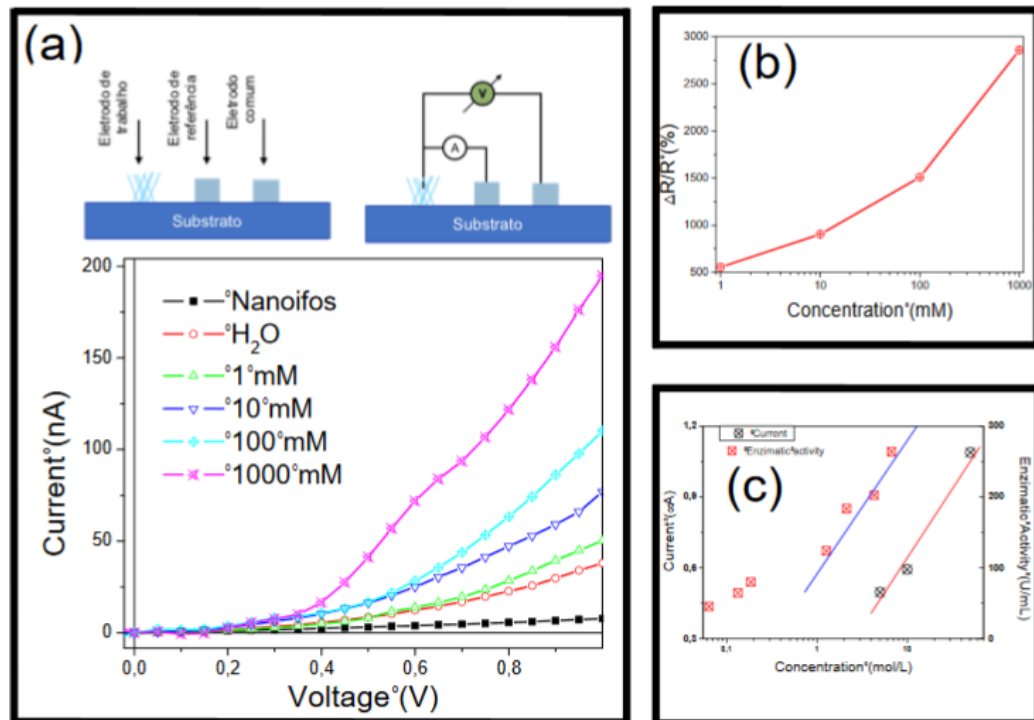 (a)
Eletrodo de
trabalho
Eletrodo de
referência
Eletrodo
comum
V
A
Substrato
Substrato
200
150
100
50
0
Current°(nA)
°Nanoifos
°H₂O
°1°mM
°10°mM
°100°mM
°1000°mM
0,0 0,2 0,4 0,6 0,8
Voltage°(V)
(b)
3000
2500
2000
1500
1000
500
ΔR/R°(%)
1 10 100 1000
Concentration°(mM)
(c)
°Current
°Enzimatic°activity
1,2
0,9
0,6
0,3
300
200
100
0
Enzimatic°Activity°(U/mL)
0,1 1 10
Concentration°(mol/L)